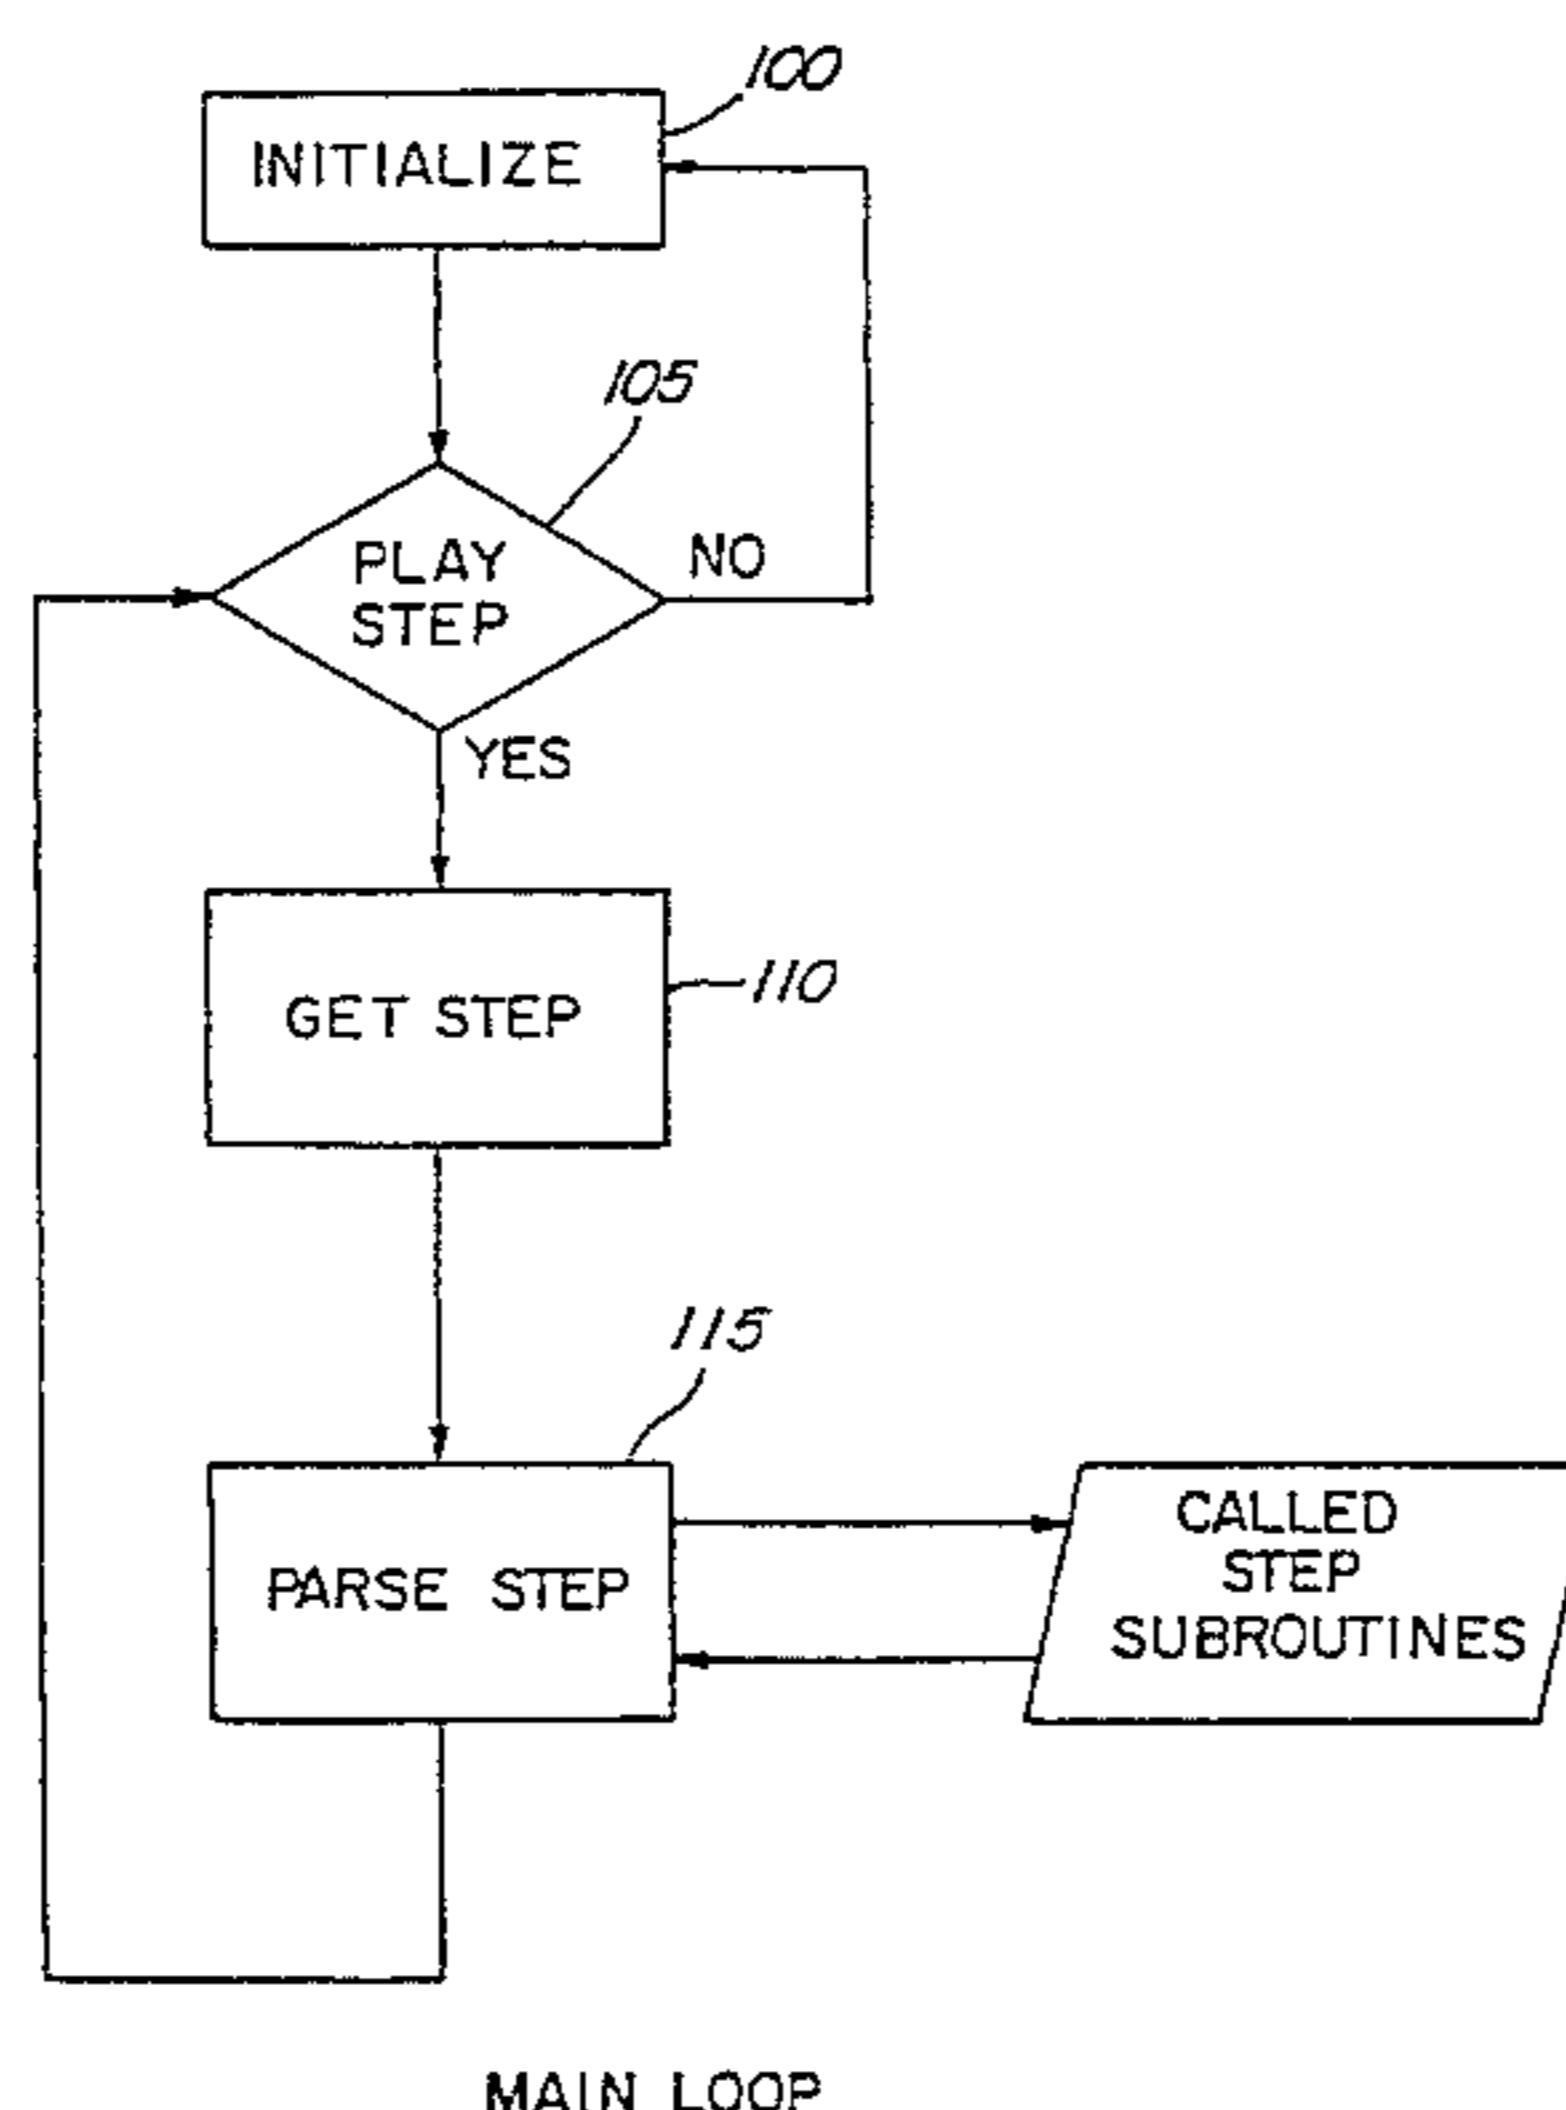 100
INITIALIZE
105
PLAY
STEP
NO
YES
GET STEP
110
115
PARSE STEP
CALLED
STEP
SUBROUTINES
MAIN LOOP